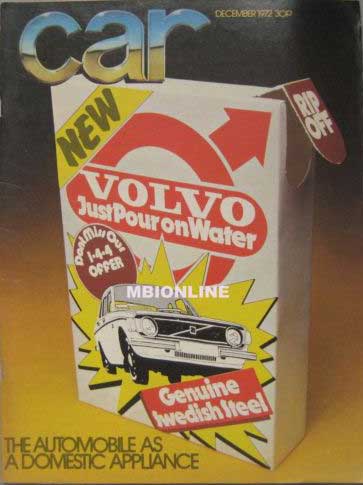 car
DECEMBER 1972 30P
RIP
OFF
NEW
VOLVO
Just Pour on Water
Don't Miss Our
1·4·4
OFFER
MBIONLINE
Genuine
Swedish Steel
THE AUTOMOBILE AS
A DOMESTIC APPLIANCE